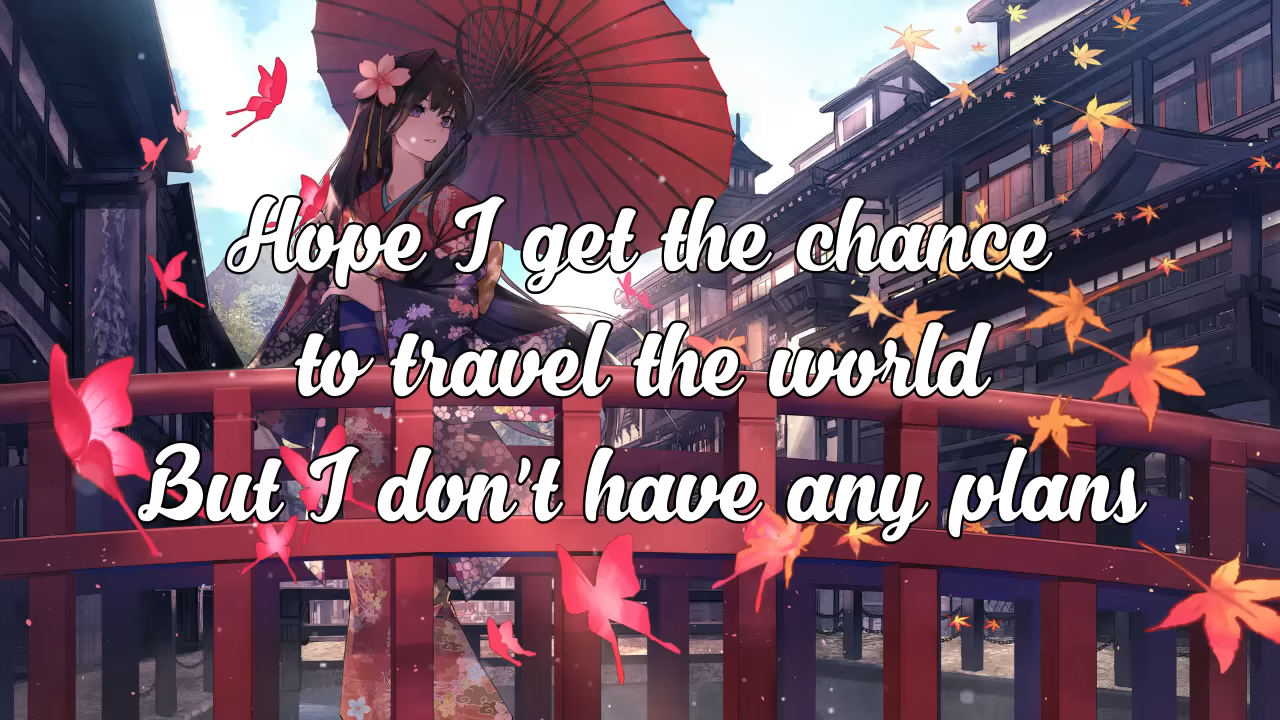 Hope I get the chance
to travel the world
But I don't have any plans